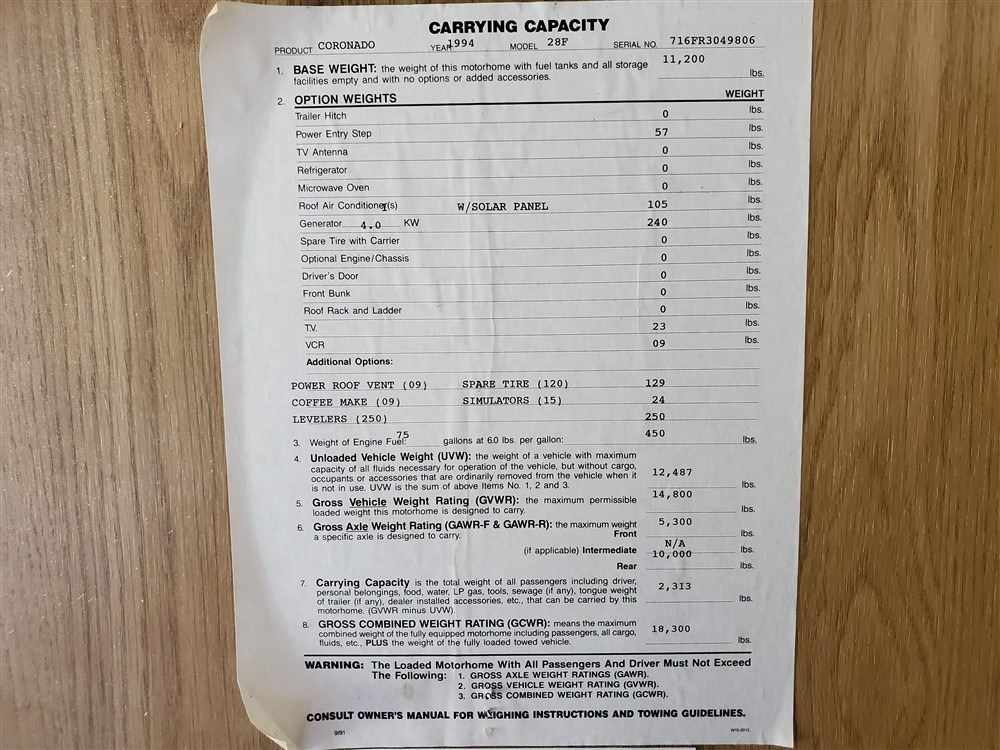 CARRYING CAPACITY
PRODUCT CORONADO YEAR 1994 MODEL 28F SERIAL NO. 716FR3049806
1. BASE WEIGHT: the weight of this motorhome with fuel tanks and all storage 11,200
facilities empty and with no options or added accessories. lbs.
2. OPTION WEIGHTS WEIGHT
Trailer Hitch 0 lbs.
Power Entry Step 57 lbs.
TV Antenna 0 lbs.
Refrigerator 0 lbs.
Microwave Oven 0 lbs.
Roof Air Conditioner(s) W/SOLAR PANEL 105 lbs.
Generator 4.0 KW 240 lbs.
Spare Tire with Carrier 0 lbs.
Optional Engine/Chassis 0 lbs.
Driver's Door 0 lbs.
Front Bunk 0 lbs.
Roof Rack and Ladder 0 lbs.
T.V. 23 lbs.
VCR 09 lbs.
Additional Options:
POWER ROOF VENT (09) SPARE TIRE (120) 129
COFFEE MAKE (09) SIMULATORS (15) 24
LEVELERS (250) 250
3. Weight of Engine Fuel: 75 gallons at 6.0 lbs. per gallon: 450 lbs.
4. Unloaded Vehicle Weight (UVW): the weight of a vehicle with maximum
capacity of all fluids necessary for operation of the vehicle, but without cargo,
occupants or accessories that are ordinarily removed from the vehicle when it 12,487
is not in use. UVW is the sum of above Items No. 1, 2 and 3. lbs.
5. Gross Vehicle Weight Rating (GVWR): the maximum permissible 14,800
loaded weight this motorhome is designed to carry. lbs.
6. Gross Axle Weight Rating (GAWR-F & GAWR-R): the maximum weight 5,300
a specific axle is designed to carry. Front lbs.
N/A
(if applicable) Intermediate 10,000 lbs.
Rear lbs.
7. Carrying Capacity is the total weight of all passengers including driver,
personal belongings, food, water, LP gas, tools, sewage (if any), tongue weight 2,313
of trailer (if any), dealer installed accessories, etc., that can be carried by this lbs.
motorhome. (GVWR minus UVW).
8. GROSS COMBINED WEIGHT RATING (GCWR): means the maximum
combined weight of the fully equipped motorhome including passengers, all cargo, 18,300
fluids, etc., PLUS the weight of the fully loaded towed vehicle. lbs.
WARNING: The Loaded Motorhome With All Passengers And Driver Must Not Exceed
The Following: 1. GROSS AXLE WEIGHT RATINGS (GAWR).
2. GROSS VEHICLE WEIGHT RATING (GVWR).
3. GROSS COMBINED WEIGHT RATING (GCWR).
CONSULT OWNER'S MANUAL FOR WEIGHING INSTRUCTIONS AND TOWING GUIDELINES.
9/91